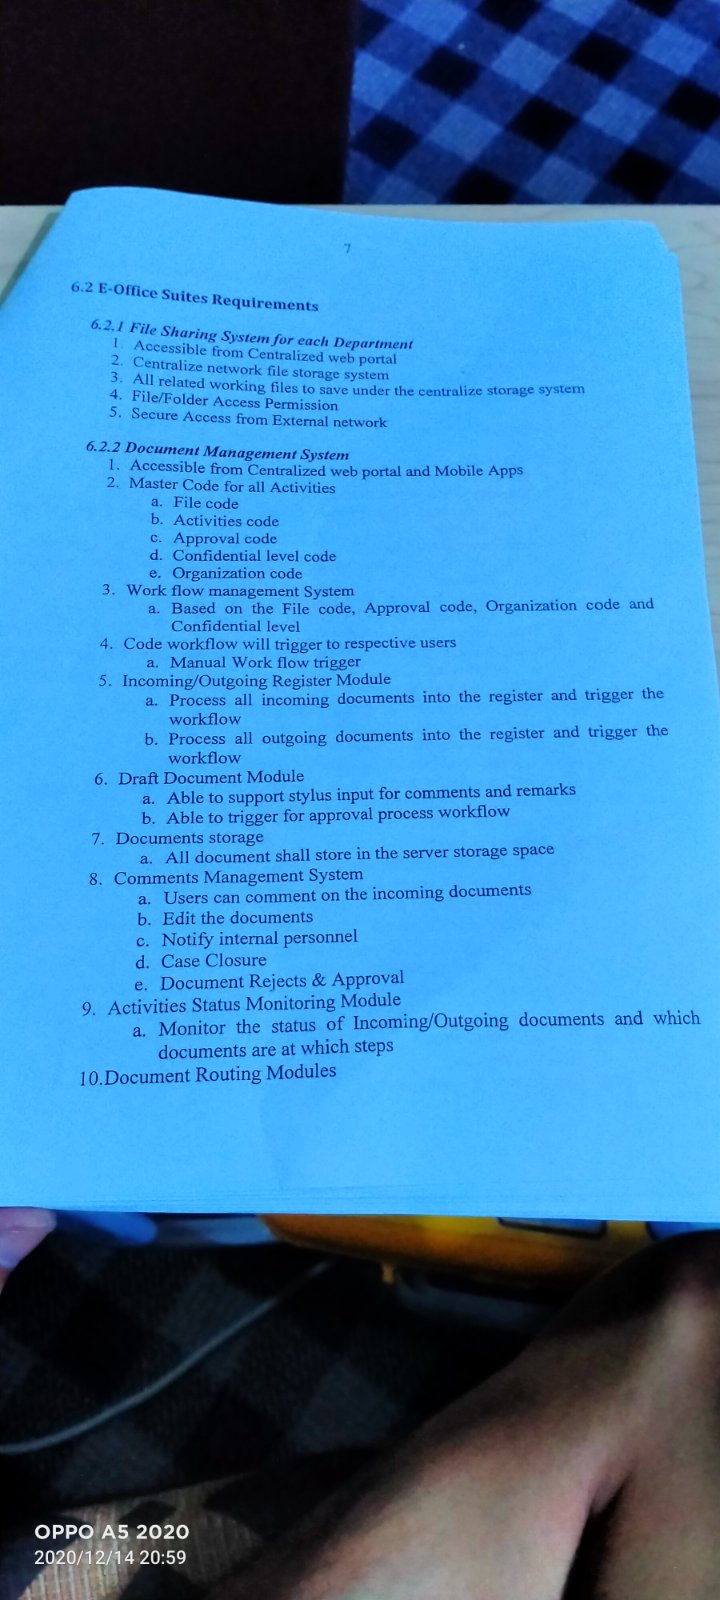 7
6.2 E-Office Suites Requirements
6.2.1 File Sharing System for each Department
1. Accessible from Centralized web portal
2. Centralize network file storage system
3. All related working files to save under the centralize storage system
4. File/Folder Access Permission
5. Secure Access from External network
6.2.2 Document Management System
1. Accessible from Centralized web portal and Mobile Apps
2. Master Code for all Activities
a. File code
b. Activities code
c. Approval code
d. Confidential level code
e. Organization code
3. Work flow management System
a. Based on the File code, Approval code, Organization code and
Confidential level
4. Code workflow will trigger to respective users
a. Manual Work flow trigger
5. Incoming/Outgoing Register Module
a. Process all incoming documents into the register and trigger the
workflow
b. Process all outgoing documents into the register and trigger the
workflow
6. Draft Document Module
a. Able to support stylus input for comments and remarks
b. Able to trigger for approval process workflow
7. Documents storage
a. All document shall store in the server storage space
8. Comments Management System
a. Users can comment on the incoming documents
b. Edit the documents
c. Notify internal personnel
d. Case Closure
e. Document Rejects & Approval
9. Activities Status Monitoring Module
a. Monitor the status of Incoming/Outgoing documents and which
documents are at which steps
10.Document Routing Modules
OPPO A5 2020
2020/12/14 20:59